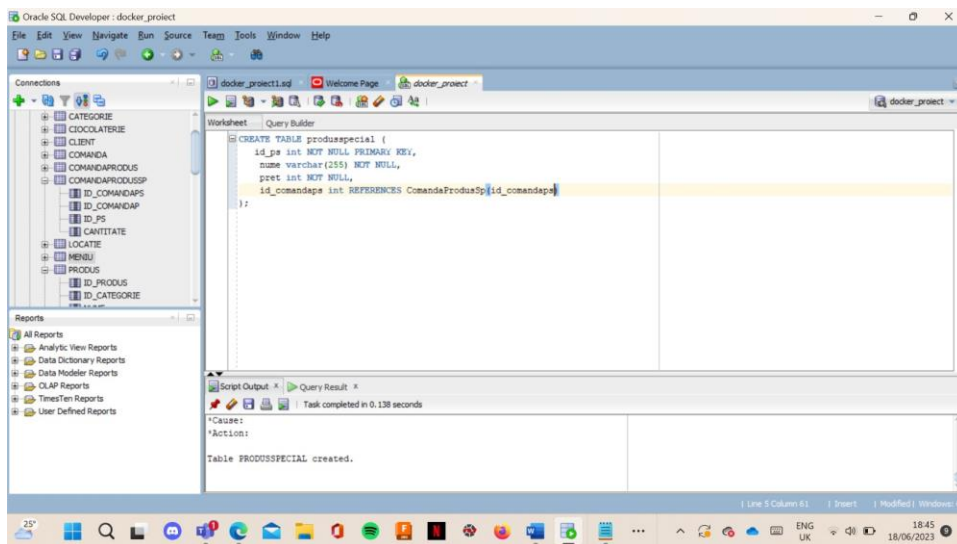 Oracle SQL Developer : docker_proiect
File Edit View Navigate Run Source Team Tools Window Help
Connections
docker_proiect1.sql
Welcome Page
docker_proiect
docker_proiect
CATEGORIE
CIOCOLATERIE
CLIENT
COMANDA
COMANDAPRODUS
COMANDAPRODUSSP
ID_COMANDAPS
ID_COMANDAP
ID_PS
CANTITATE
LOCATIE
MENIU
PRODUS
ID_PRODUS
ID_CATEGORIE
Worksheet Query Builder
CREATE TABLE produsspecial (
id_ps int NOT NULL PRIMARY KEY,
nume varchar(255) NOT NULL,
pret int NOT NULL,
id_comandaps int REFERENCES ComandaProdusSp(id_comandaps)
);
Reports
All Reports
Analytic View Reports
Data Dictionary Reports
Data Modeler Reports
OLAP Reports
TimesTen Reports
User Defined Reports
Script Output x Query Result x
Task completed in 0.138 seconds
*Cause:
*Action:
Table PRODUSSPECIAL created.
Line 5 Column 61 Insert Modified Windows:
25°
ENG
UK
18:45
18/06/2023
9